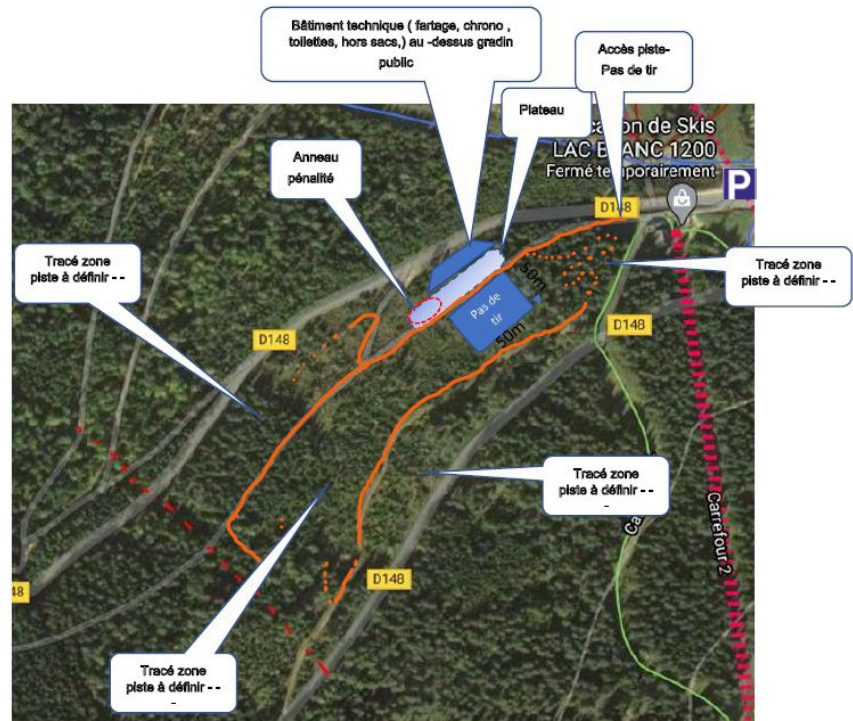 Bâtiment technique ( fartage, chrono ,
toilettes, hors sacs,) au -dessus gradin
public
Accès piste-
Pas de tir
Plateau
Anneau
pénalité
de Skis
LAC BLANC 1200
Fermé temporairement
P
D148
Tracé zone
piste à définir - -
Tracé zone
piste à définir - -
50m
Pas de
tir
50m
D148
D148
Tracé zone
piste à définir - -
-
Carrefour 2
D148
48
Tracé zone
piste à définir - -
-